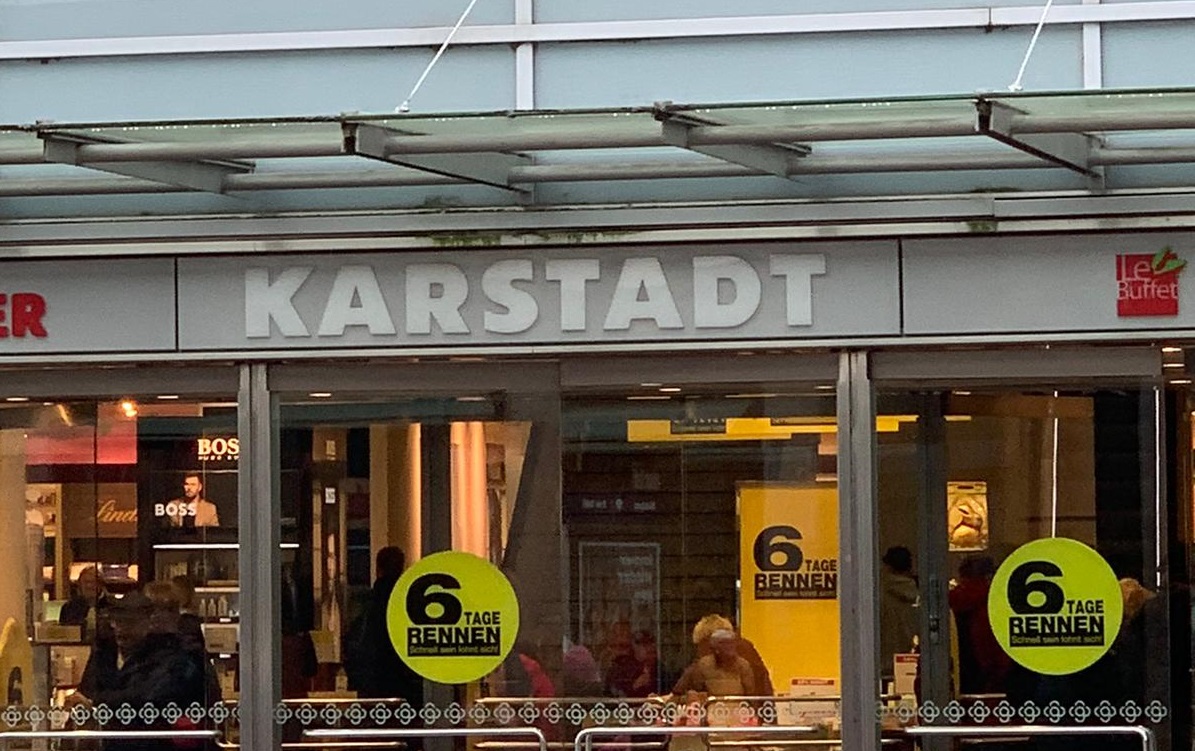 ER
KARSTADT
Le
Buffet
BOSS
BOSS
6
TAGE
RENNEN
Schnell sein lohnt sich!
6
TAGE
RENNEN
Schnell sein lohnt sich!
6
TAGE
RENNEN
Schnell sein lohnt sich!